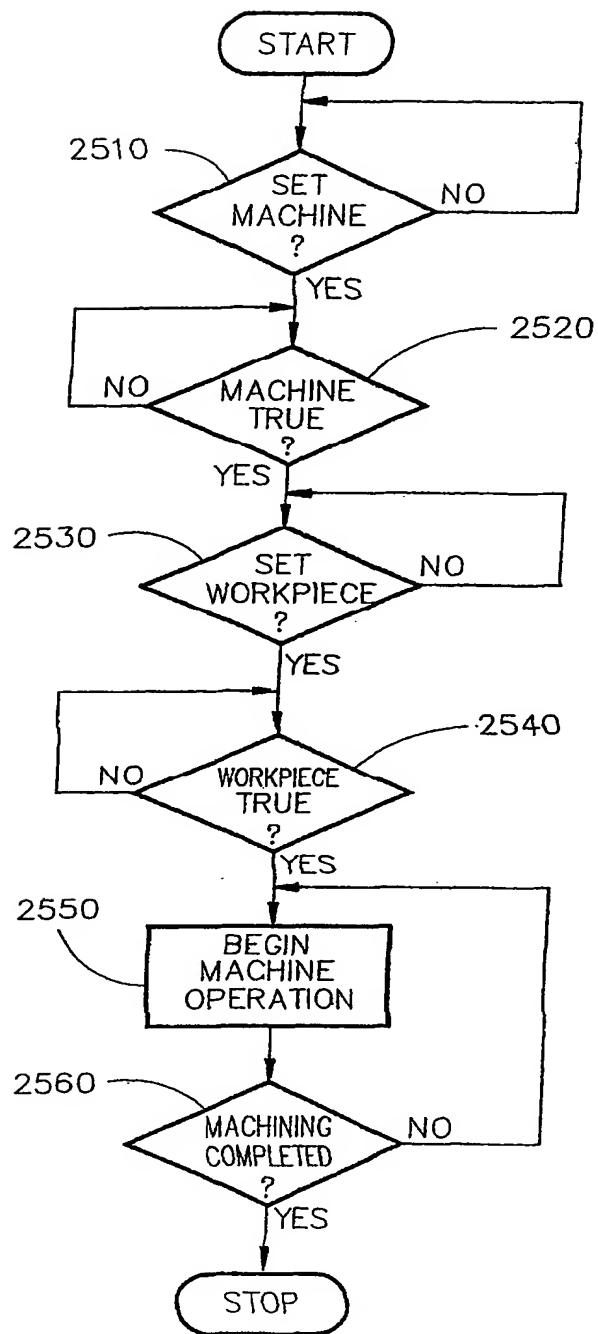 START
2510
SET
MACHINE
?
NO
YES
2520
NO
MACHINE
TRUE
?
YES
2530
SET
WORKPIECE
?
NO
YES
2540
NO
WORKPIECE
TRUE
?
YES
2550
BEGIN
MACHINE
OPERATION
2560
MACHINING
COMPLETED
?
NO
YES
STOP